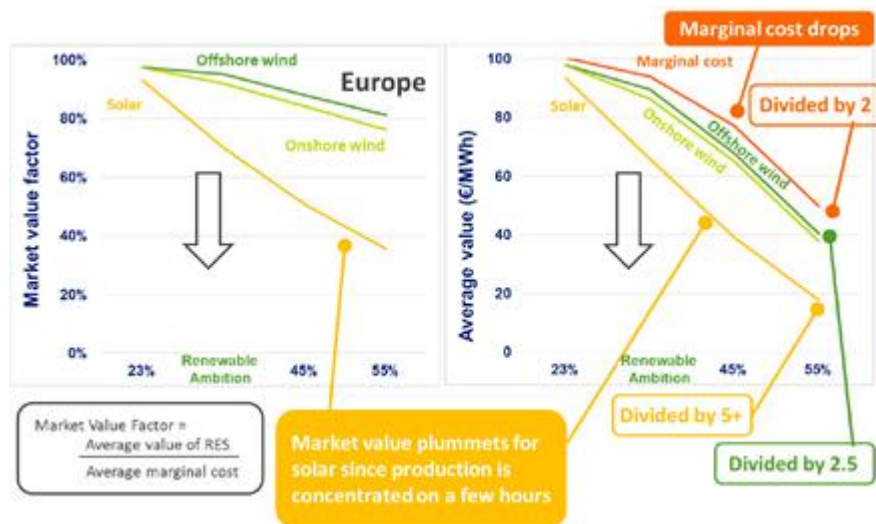 Marginal cost drops
100%
80%
60%
40%
20%
0%
Market value factor
Offshore wind
Europe
Solar
Onshore wind
23%
Renewable
Ambition
45%
55%
100
80
60
40
20
0
Average value (€/MWh)
Marginal cost
Solar
Offshore wind
Onshore wind
Divided by 2
23%
Renewable
Ambition
45%
55%
Market Value Factor =
Average value of RES
Average marginal cost
Market value plummets for
solar since production is
concentrated on a few hours
Divided by 5+
Divided by 2.5